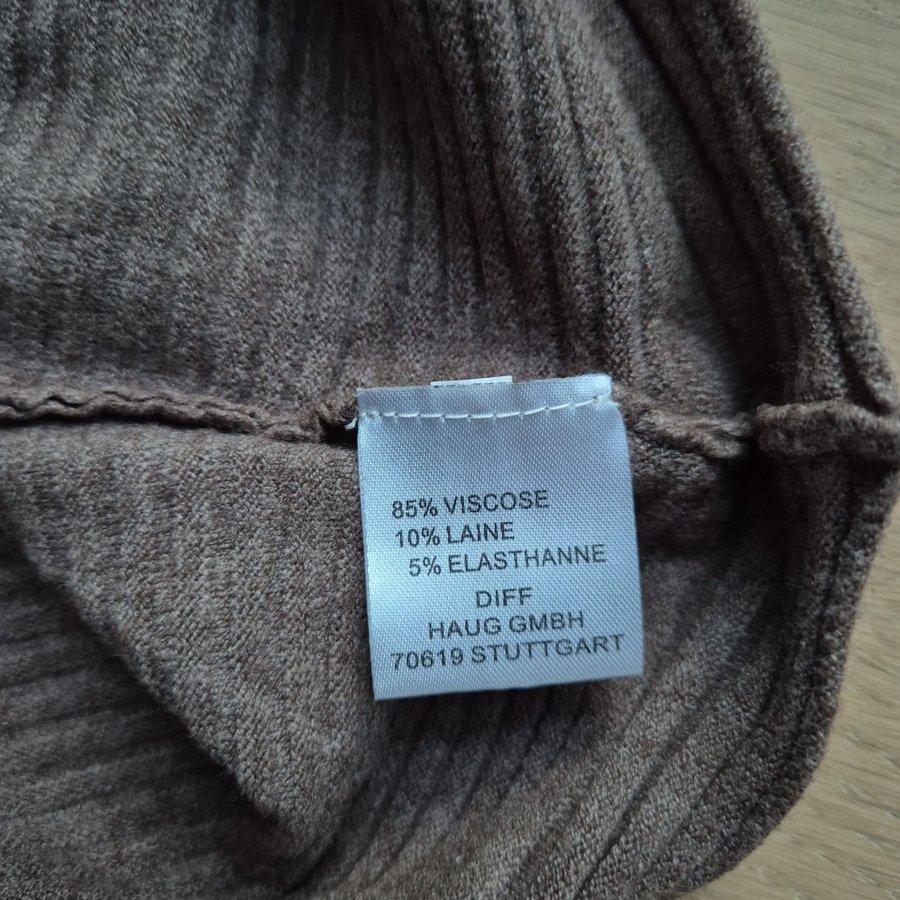 85% VISCOSE
10% LAINE
5% ELASTHANNE
DIFF
HAUG GMBH
70619 STUTTGART